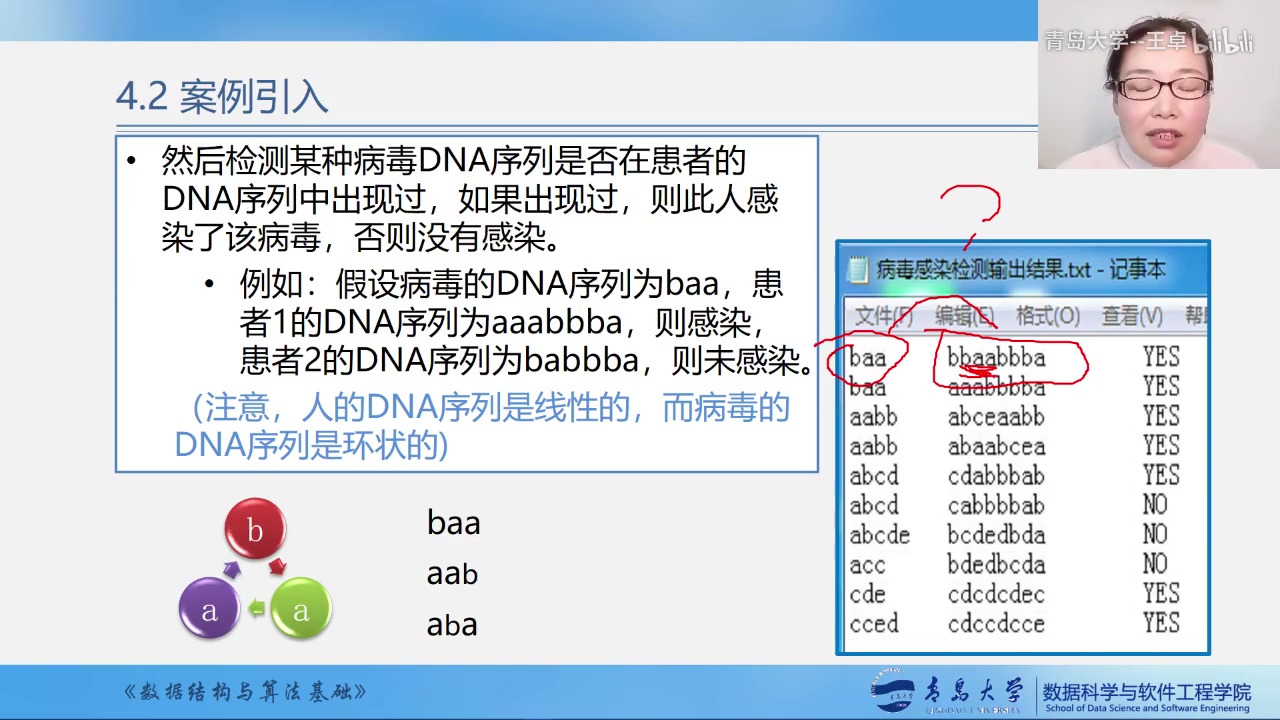 青岛大学--王卓 bilibili
4.2 案例引入
• 然后检测某种病毒DNA序列是否在患者的
DNA序列中出现过，如果出现过，则此人感
染了该病毒，否则没有感染。
• 例如：假设病毒的DNA序列为baa，患
者1的DNA序列为aaabbba，则感染，
患者2的DNA序列为babbba，则未感染。
（注意，人的DNA序列是线性的，而病毒的
DNA序列是环状的)
b
a a
baa
aab
aba
?
病毒感染检测输出结果.txt - 记事本
文件(F) 编辑(E) 格式(O) 查看(V)
baa bbaabbba YES
baa aaabbbba YES
aabb abceaabb YES
aabb abaabcea YES
abcd cdabbbab YES
abcd cabbbbab NO
abcde bcdedbda NO
acc bdedbcda NO
cde cdcdcdec YES
cced cdccdcce YES
《数据结构与算法基础》
青岛大学
QINGDAO UNIVERSITY
数据科学与软件工程学院
School of Data Science and Software Engineering